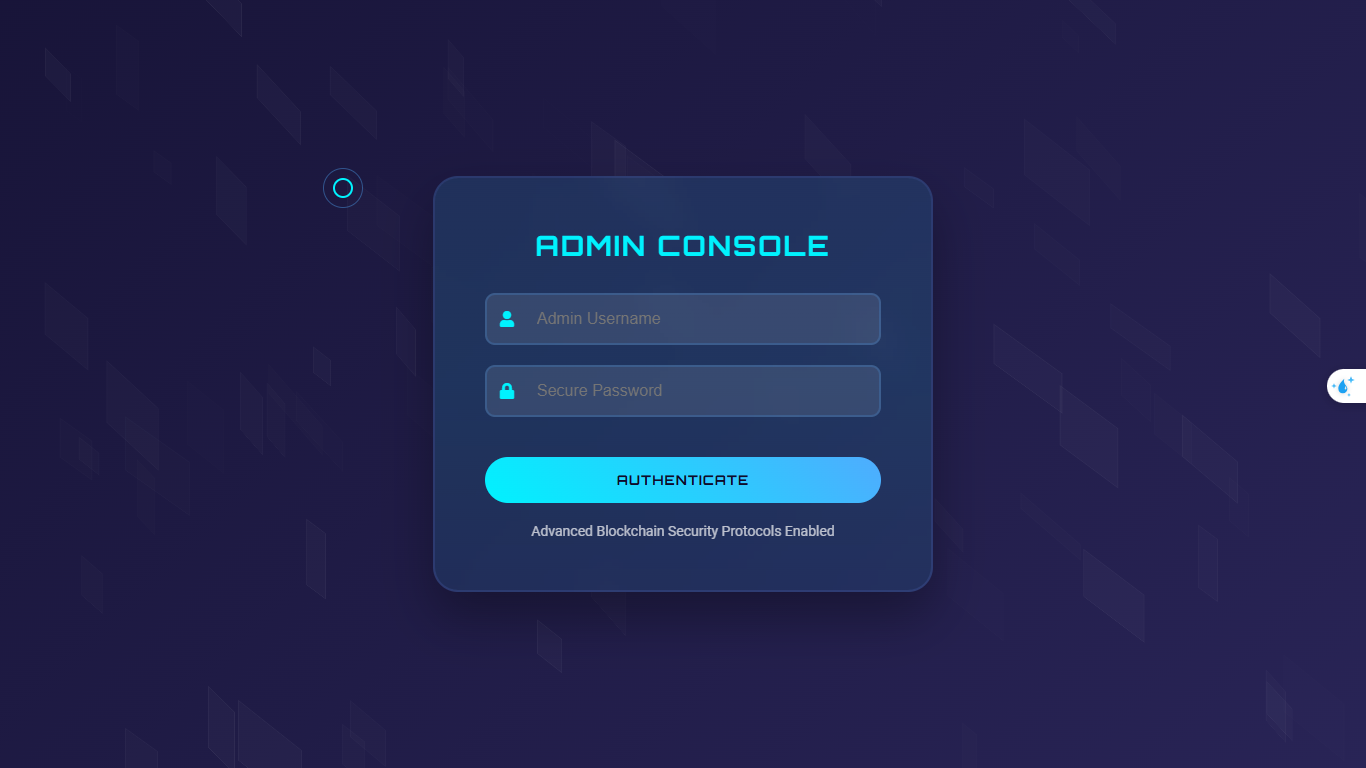 ADMIN CONSOLE
Admin Username
Secure Password
AUTHENTICATE
Advanced Blockchain Security Protocols Enabled